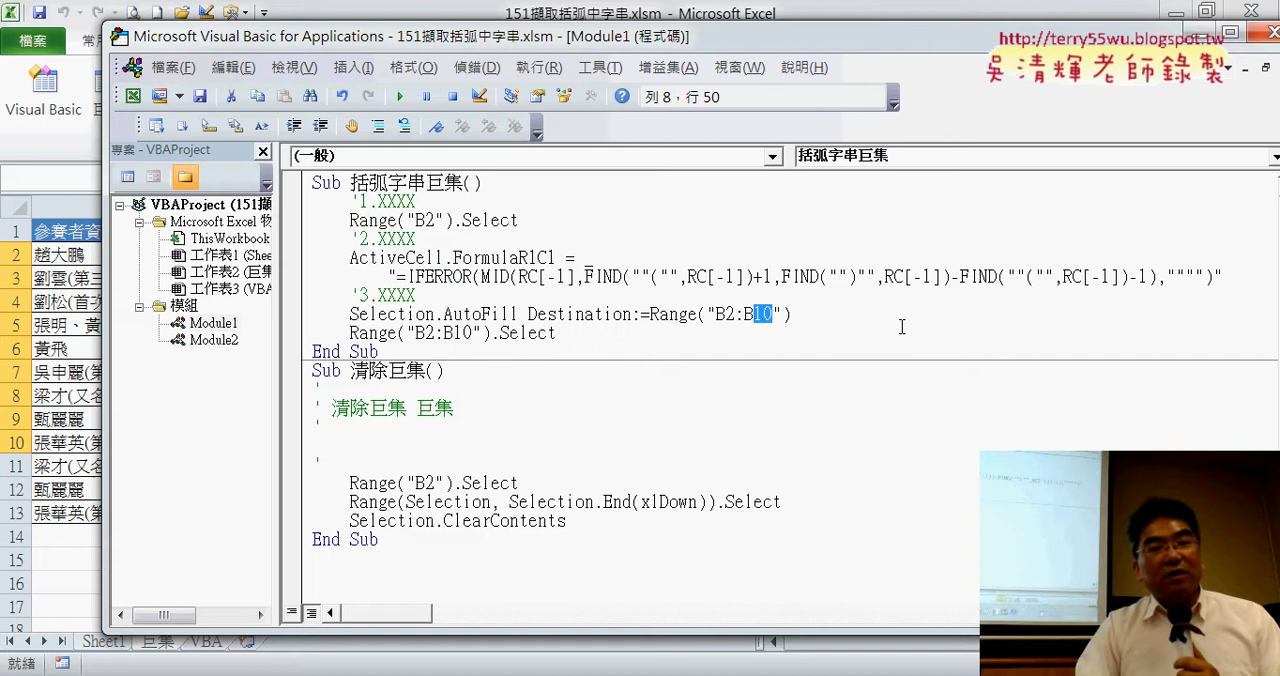 151擷取括弧中字串.xlsm - Microsoft Excel
檔案
Visual Basic
Microsoft Visual Basic for Applications - 151擷取括弧中字串.xlsm - [Module1 (程式碼)]
http://terry55wu.blogspot.tw
吳清輝老師錄製
檔案(F) 編輯(E) 檢視(V) 插入(I) 格式(O) 偵錯(D) 執行(R) 工具(T) 增益集(A) 視窗(W) 說明(H)
列 8，行 50
專案 - VBAProject
(一般)
括弧字串巨集
VBAProject (151擷
Microsoft Excel 物
ThisWorkbook
工作表1 (Shee
工作表2 (巨集
工作表3 (VBA
模組
Module1
Module2
Sub 括弧字串巨集()
'1.XXXX
Range("B2").Select
'2.XXXX
ActiveCell.FormulaR1C1 = _
"=IFERROR(MID(RC[-1],FIND(""("",RC[-1])+1,FIND("")"",RC[-1])-FIND(""("",RC[-1])-1),"""")"
'3.XXXX
Selection.AutoFill Destination:=Range("B2:B10")
Range("B2:B10").Select
End Sub
Sub 清除巨集()
'
' 清除巨集 巨集
'
'
Range("B2").Select
Range(Selection, Selection.End(xlDown)).Select
Selection.ClearContents
End Sub
1 參賽者資
2 趙大鵬
3 劉雲(第三
4 劉松(首次
5 張明、黃
6 黃飛
7 吳申麗(第
8 梁才(又名
9 甄麗麗
10 張華英(第
11 梁才(又名
12 甄麗麗
13 張華英(第
14
15
16
17
18
Sheet1 巨集 VBA
就緒